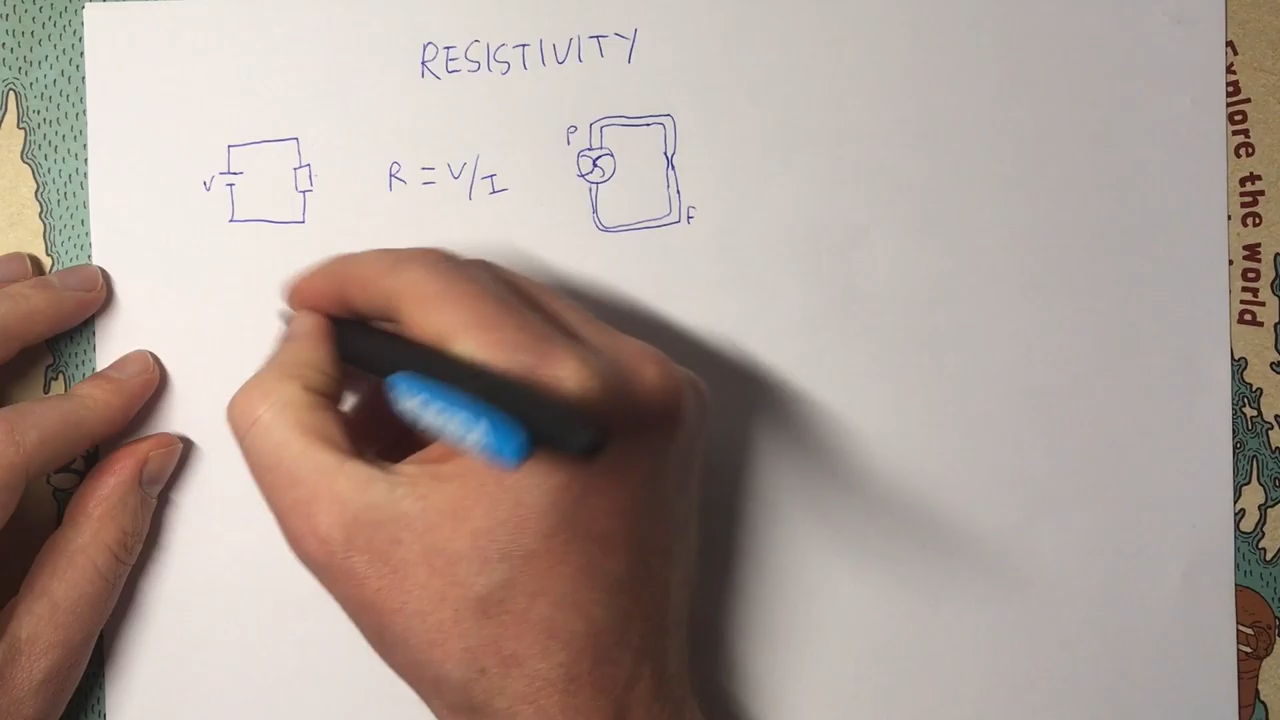 RESISTIVITY
P
V
R = V/I
F
Explore the world